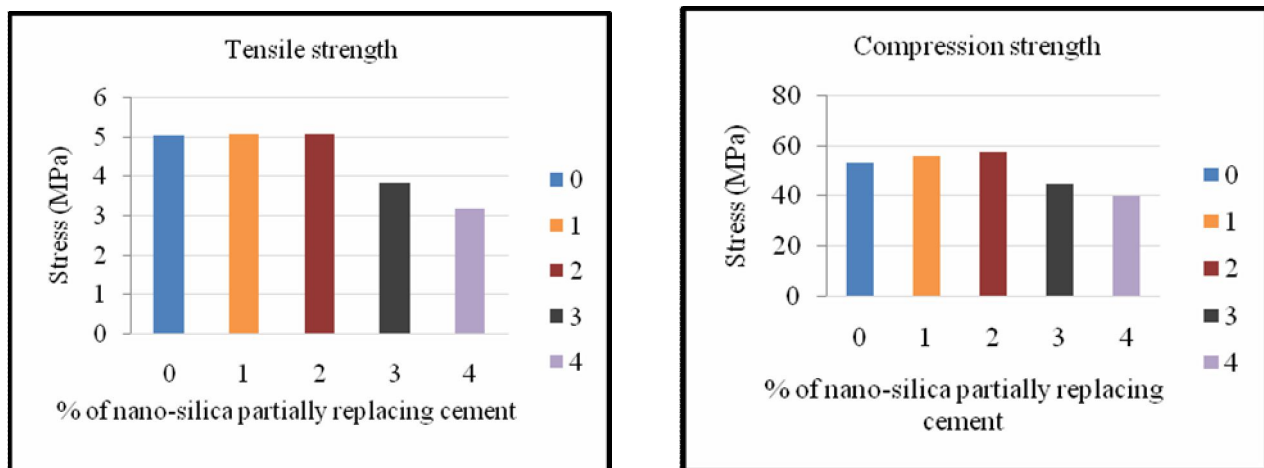 Tensile strength
Stress (MPa)
6
5
4
3
2
1
0
0 1 2 3 4
% of nano-silica partially replacing cement
0
1
2
3
4
Compression strength
Stress (MPa)
80
60
40
20
0
0 1 2 3 4
% of nano-silica partially replacing
cement
0
1
2
3
4